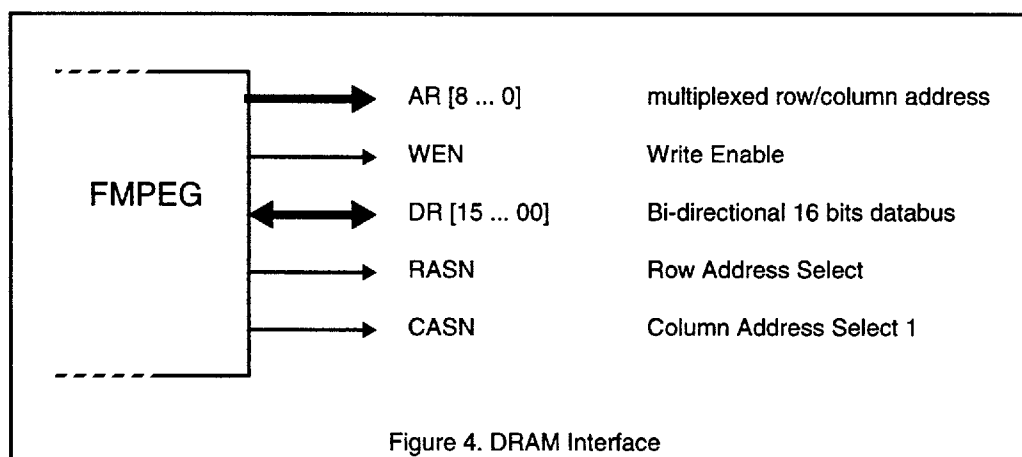 FMPEG
AR [8 ... 0] multiplexed row/column address
WEN Write Enable
DR [15 ... 00] Bi-directional 16 bits databus
RASN Row Address Select
CASN Column Address Select 1
Figure 4. DRAM Interface